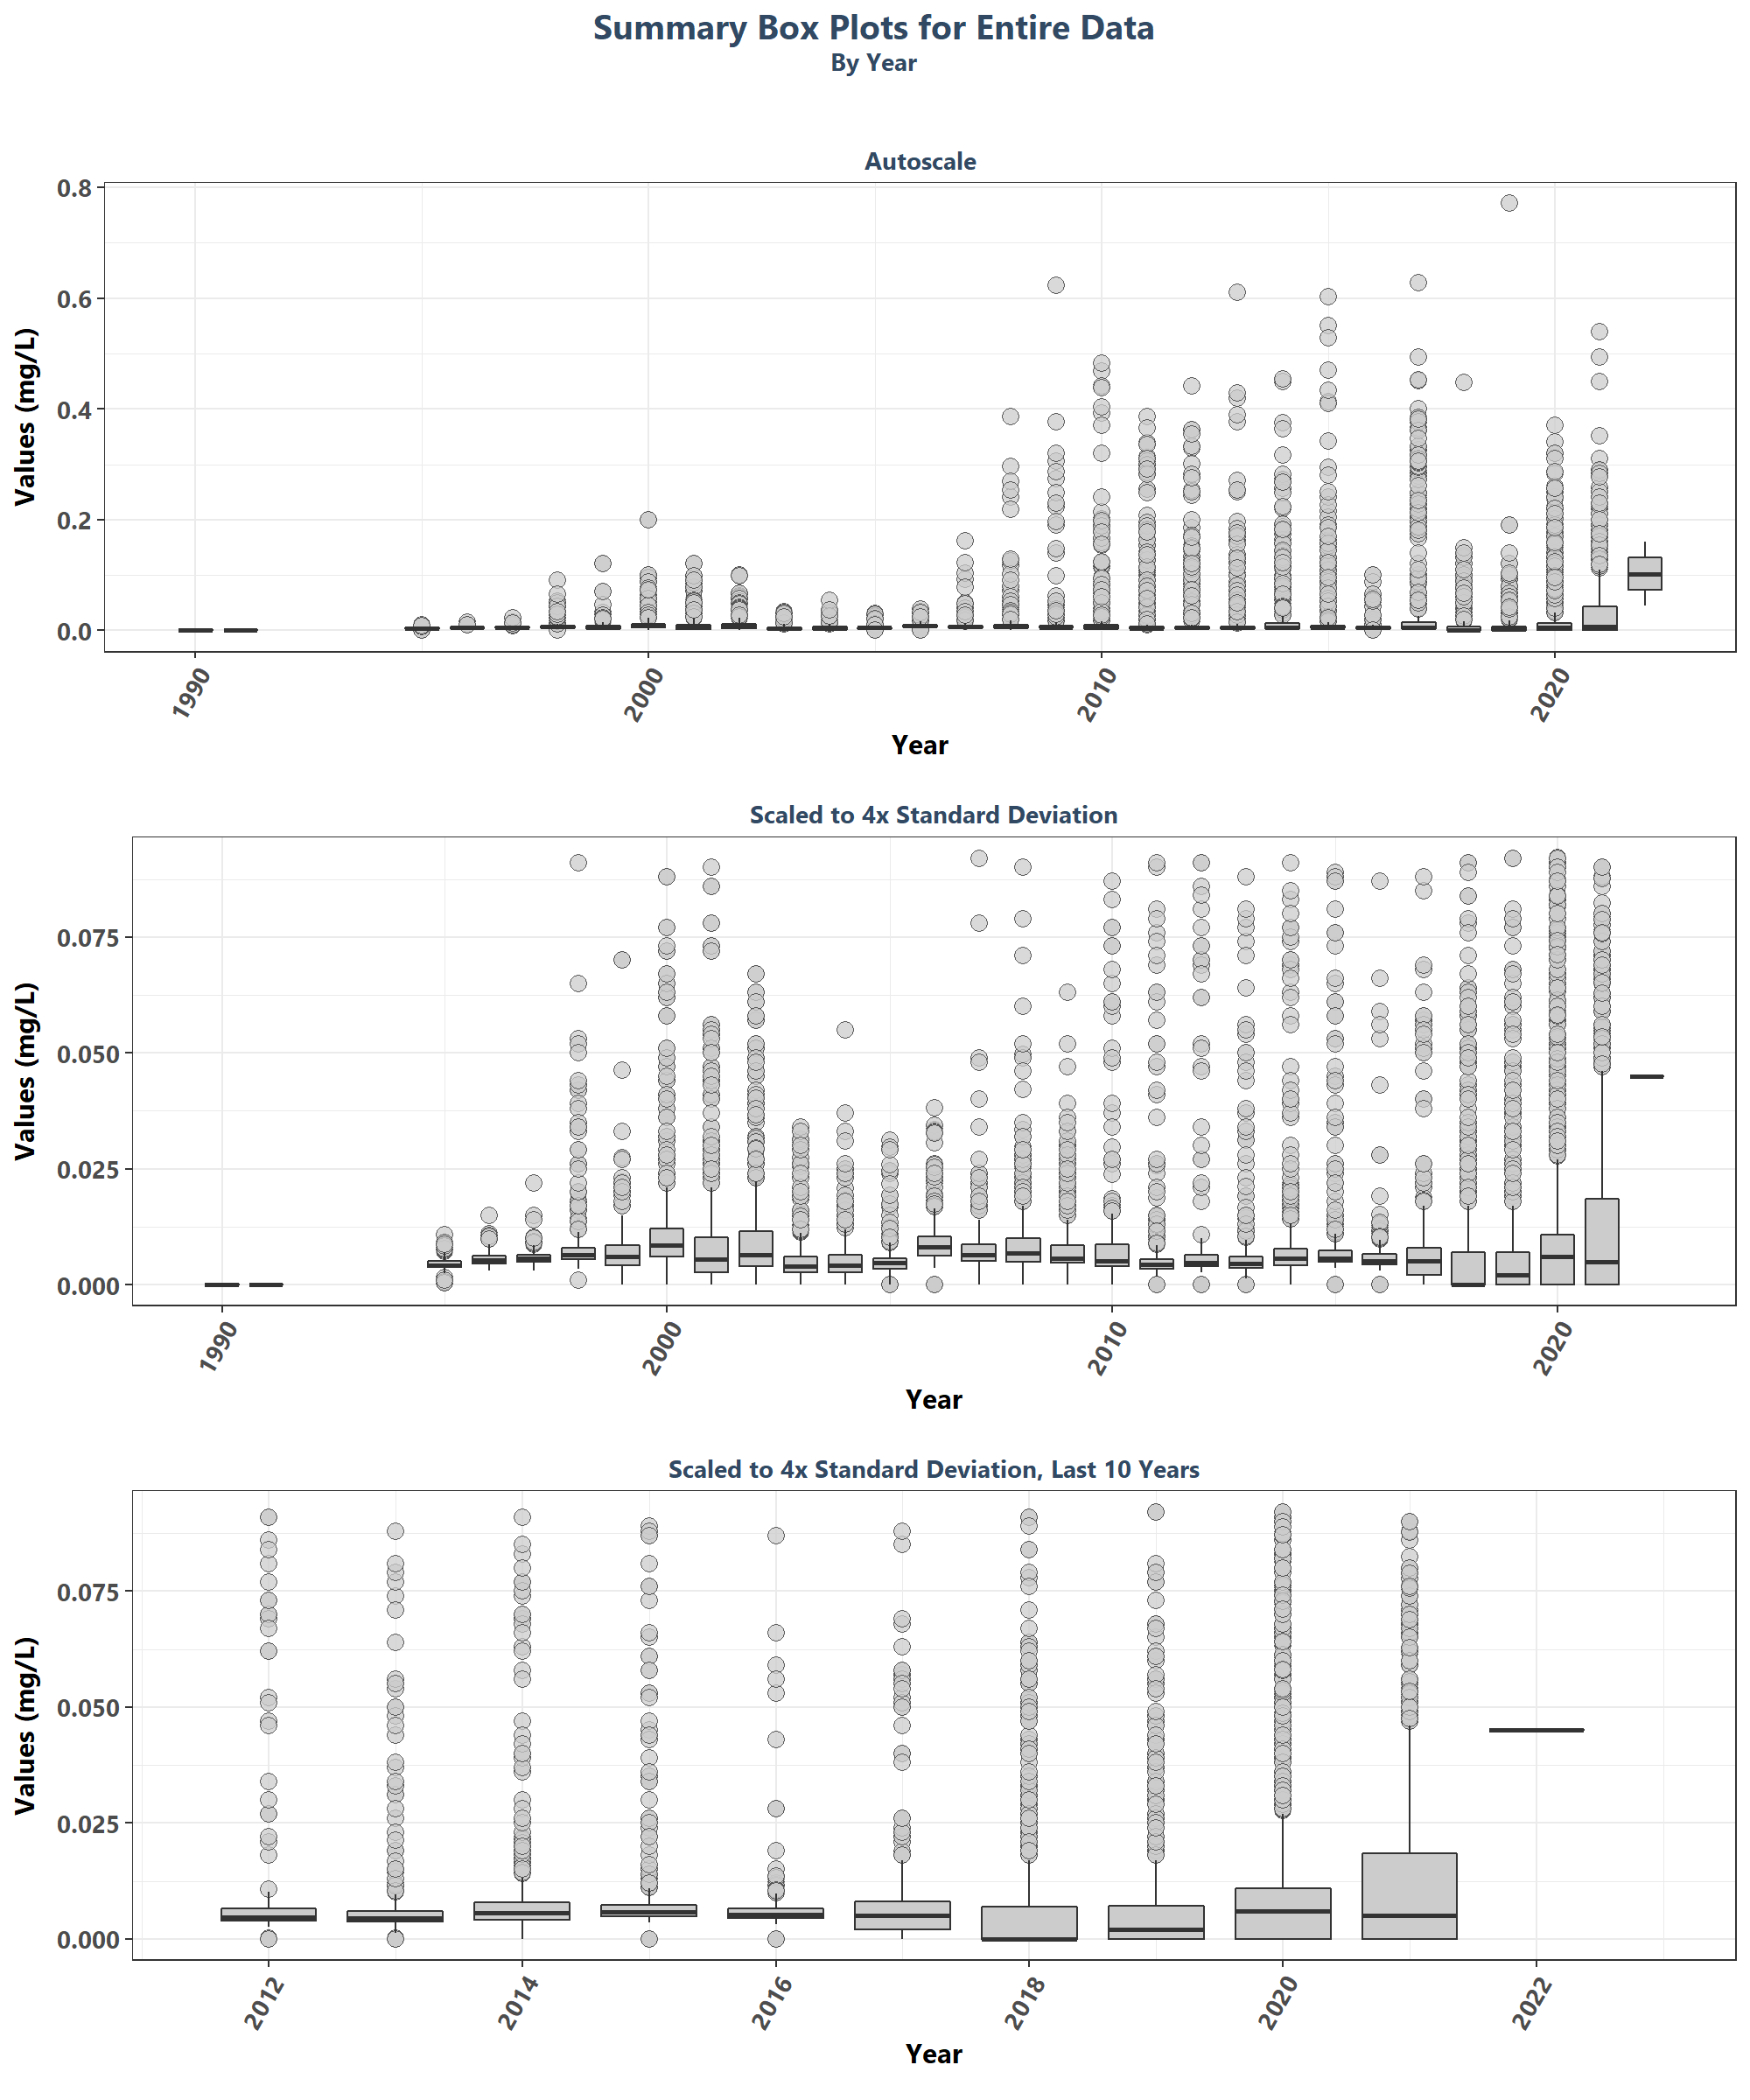 Summary Box Plots for Entire Data
By Year
Autoscale
Values (mg/L)
0.8
0.6
0.4
0.2
0.0
1990
2000
2010
2020
Year
Scaled to 4x Standard Deviation
Values (mg/L)
0.075
0.050
0.025
0.000
1990
2000
2010
2020
Year
Scaled to 4x Standard Deviation, Last 10 Years
Values (mg/L)
0.075
0.050
0.025
0.000
2012
2014
2016
2018
2020
2022
Year